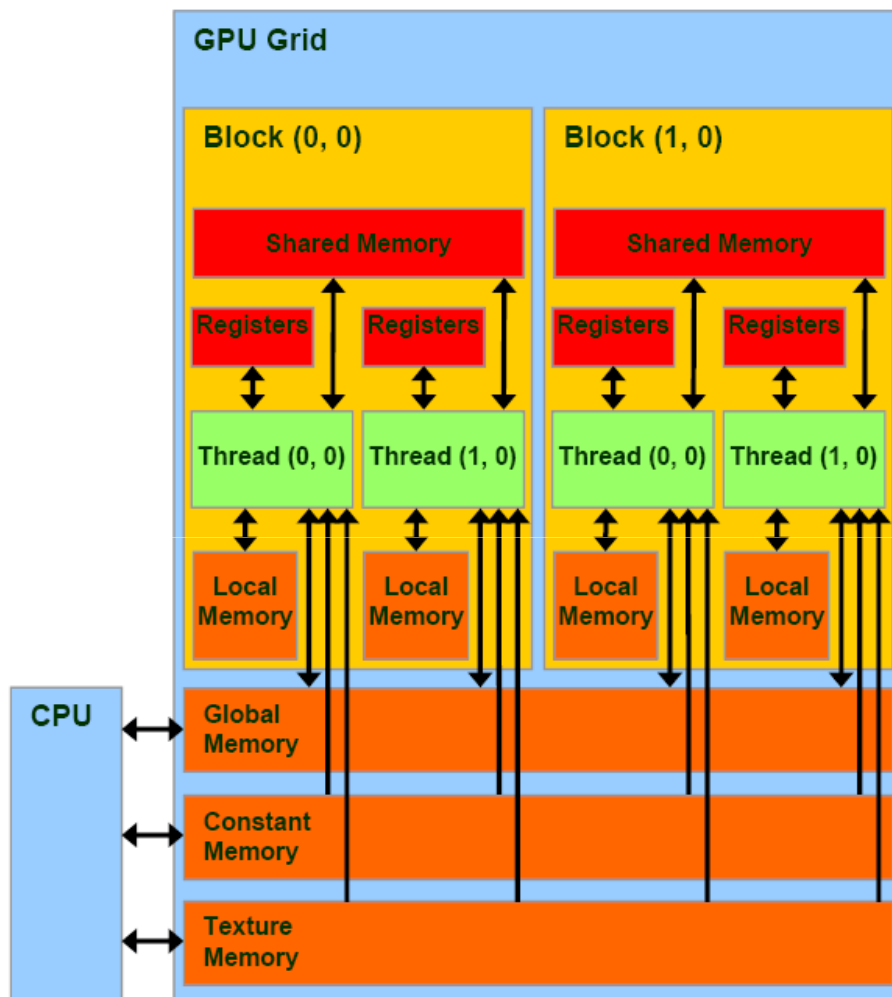 GPU Grid
Block (0, 0)
Block (1, 0)
Shared Memory
Shared Memory
Registers
Registers
Registers
Registers
Thread (0, 0)
Thread (1, 0)
Thread (0, 0)
Thread (1, 0)
Local
Memory
Local
Memory
Local
Memory
Local
Memory
CPU
Global
Memory
Constant
Memory
Texture
Memory